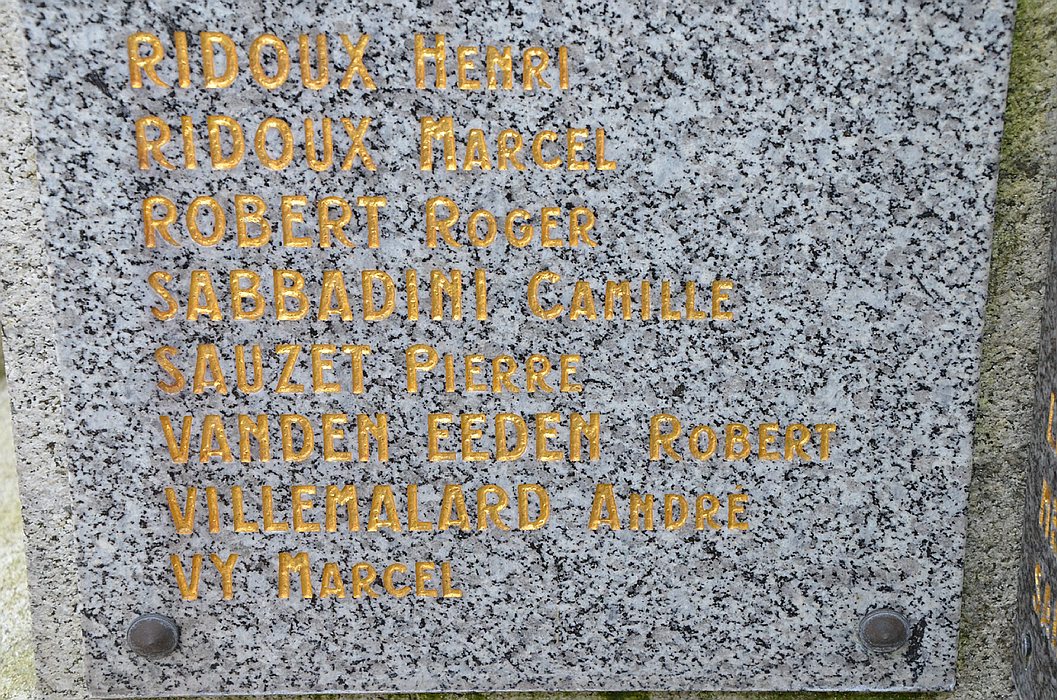 RIDOUX HENRI
RIDOUX MARCEL
ROBERT ROGER
SABBADINI CAMILLE
SAUZET PIERRE
VANDEN EEDEN ROBERT
VILLEMALARD ANDRÉ
VY MARCEL